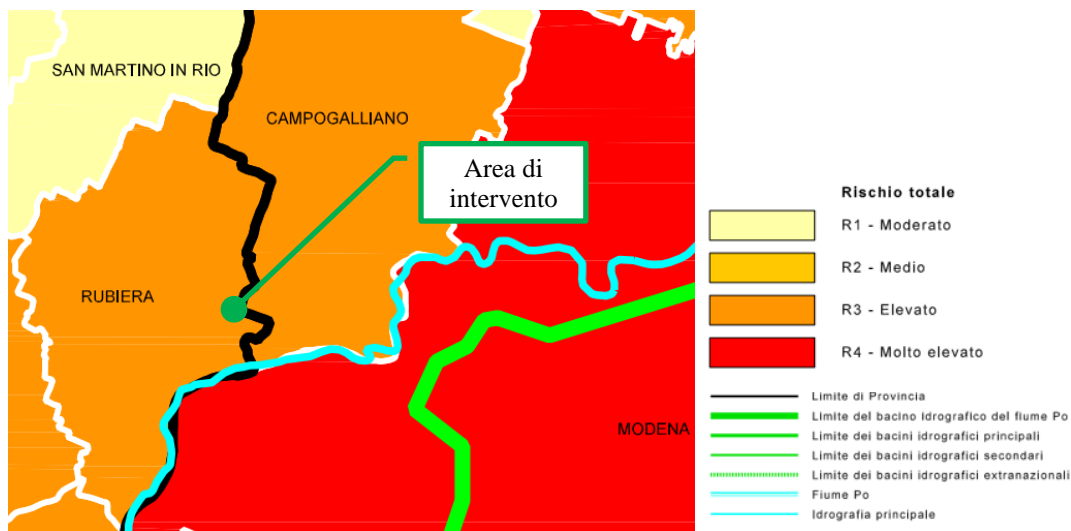 SAN MARTINO IN RIO
CAMPOGALLIANO
Area di
intervento
RUBIERA
MODENA
Rischio totale
R1 - Moderato
R2 - Medio
R3 - Elevato
R4 - Molto elevato
Limite di Provincia
Limite del bacino idrografico del fiume Po
Limite dei bacini idrografici principali
Limite dei bacini idrografici secondari
Limite dei bacini idrografici extranazionali
Fiume Po
Idrografia principale